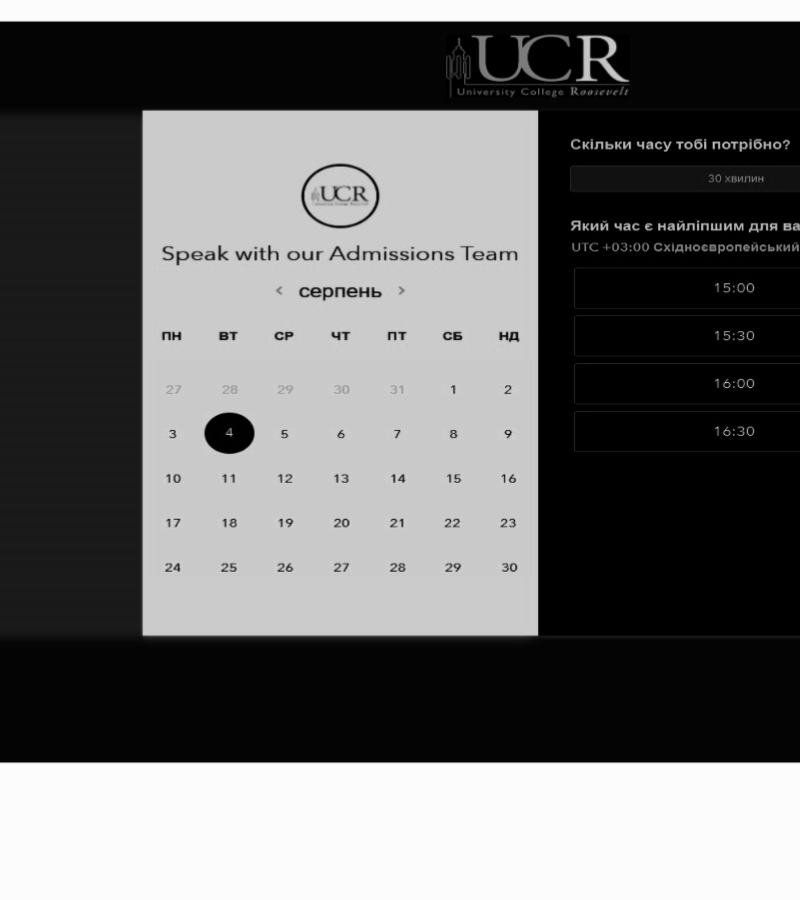 UCR
University College Roosevelt
UCR
Speak with our Admissions Team
< серпень >
ПН ВТ СР ЧТ ПТ СБ НД
27 28 29 30 31 1 2
3 4 5 6 7 8 9
10 11 12 13 14 15 16
17 18 19 20 21 22 23
24 25 26 27 28 29 30
Скільки часу тобі потрібно?
30 хвилин
Який час є найліпшим для ва
UTC +03:00 Східноєвропейський
15:00
15:30
16:00
16:30